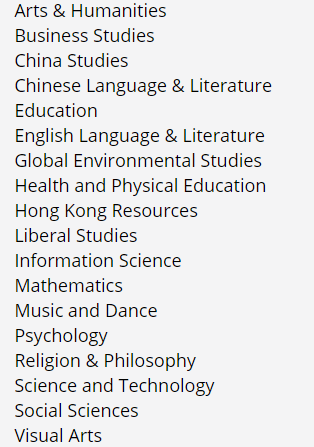 Arts & Humanities
Business Studies
China Studies
Chinese Language & Literature
Education
English Language & Literature
Global Environmental Studies
Health and Physical Education
Hong Kong Resources
Liberal Studies
Information Science
Mathematics
Music and Dance
Psychology
Religion & Philosophy
Science and Technology
Social Sciences
Visual Arts